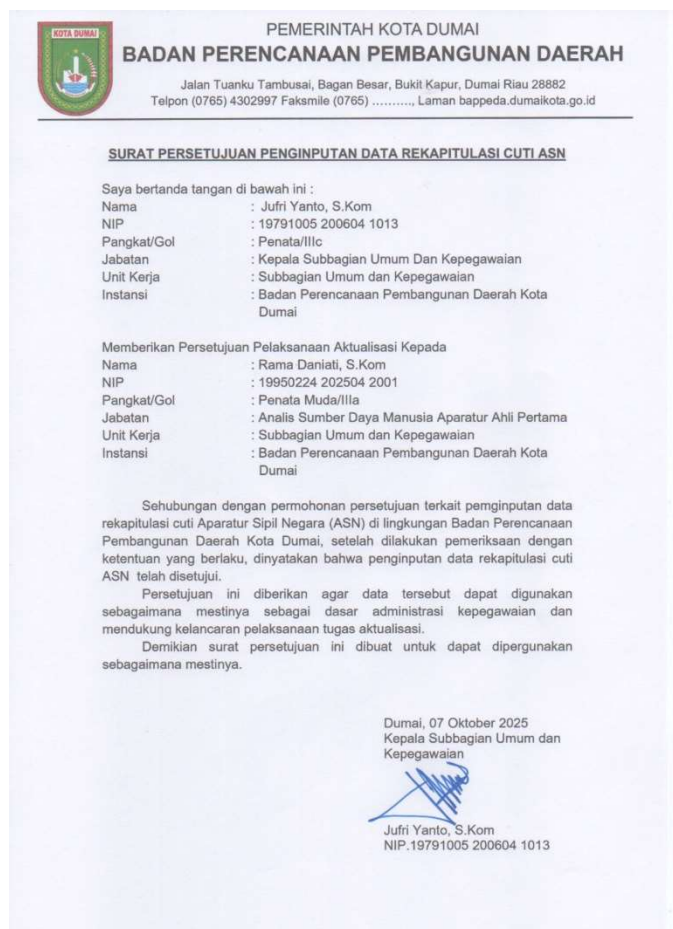 KOTA DUMAI
PEMERINTAH KOTA DUMAI
BADAN PERENCANAAN PEMBANGUNAN DAERAH
Jalan Tuanku Tambusai, Bagan Besar, Bukit Kapur, Dumai Riau 28882
Telpon (0765) 4302997 Faksmile (0765) ………., Laman bappeda.dumaikota.go.id
SURAT PERSETUJUAN PENGINPUTAN DATA REKAPITULASI CUTI ASN
Saya bertanda tangan di bawah ini :
Nama : Jufri Yanto, S.Kom
NIP : 19791005 200604 1013
Pangkat/Gol : Penata/IIIc
Jabatan : Kepala Subbagian Umum Dan Kepegawaian
Unit Kerja : Subbagian Umum dan Kepegawaian
Instansi : Badan Perencanaan Pembangunan Daerah Kota
Dumai
Memberikan Persetujuan Pelaksanaan Aktualisasi Kepada
Nama : Rama Daniati, S.Kom
NIP : 19950224 202504 2001
Pangkat/Gol : Penata Muda/IIIa
Jabatan : Analis Sumber Daya Manusia Aparatur Ahli Pertama
Unit Kerja : Subbagian Umum dan Kepegawaian
Instansi : Badan Perencanaan Pembangunan Daerah Kota
Dumai
Sehubungan dengan permohonan persetujuan terkait pemginputan data
rekapitulasi cuti Aparatur Sipil Negara (ASN) di lingkungan Badan Perencanaan
Pembangunan Daerah Kota Dumai, setelah dilakukan pemeriksaan dengan
ketentuan yang berlaku, dinyatakan bahwa penginputan data rekapitulasi cuti
ASN telah disetujui.
Persetujuan ini diberikan agar data tersebut dapat digunakan
sebagaimana mestinya sebagai dasar administrasi kepegawaian dan
mendukung kelancaran pelaksanaan tugas aktualisasi.
Demikian surat persetujuan ini dibuat untuk dapat dipergunakan
sebagaimana mestinya.
Dumai, 07 Oktober 2025
Kepala Subbagian Umum dan
Kepegawaian
Jufri Yanto, S.Kom
NIP.19791005 200604 1013